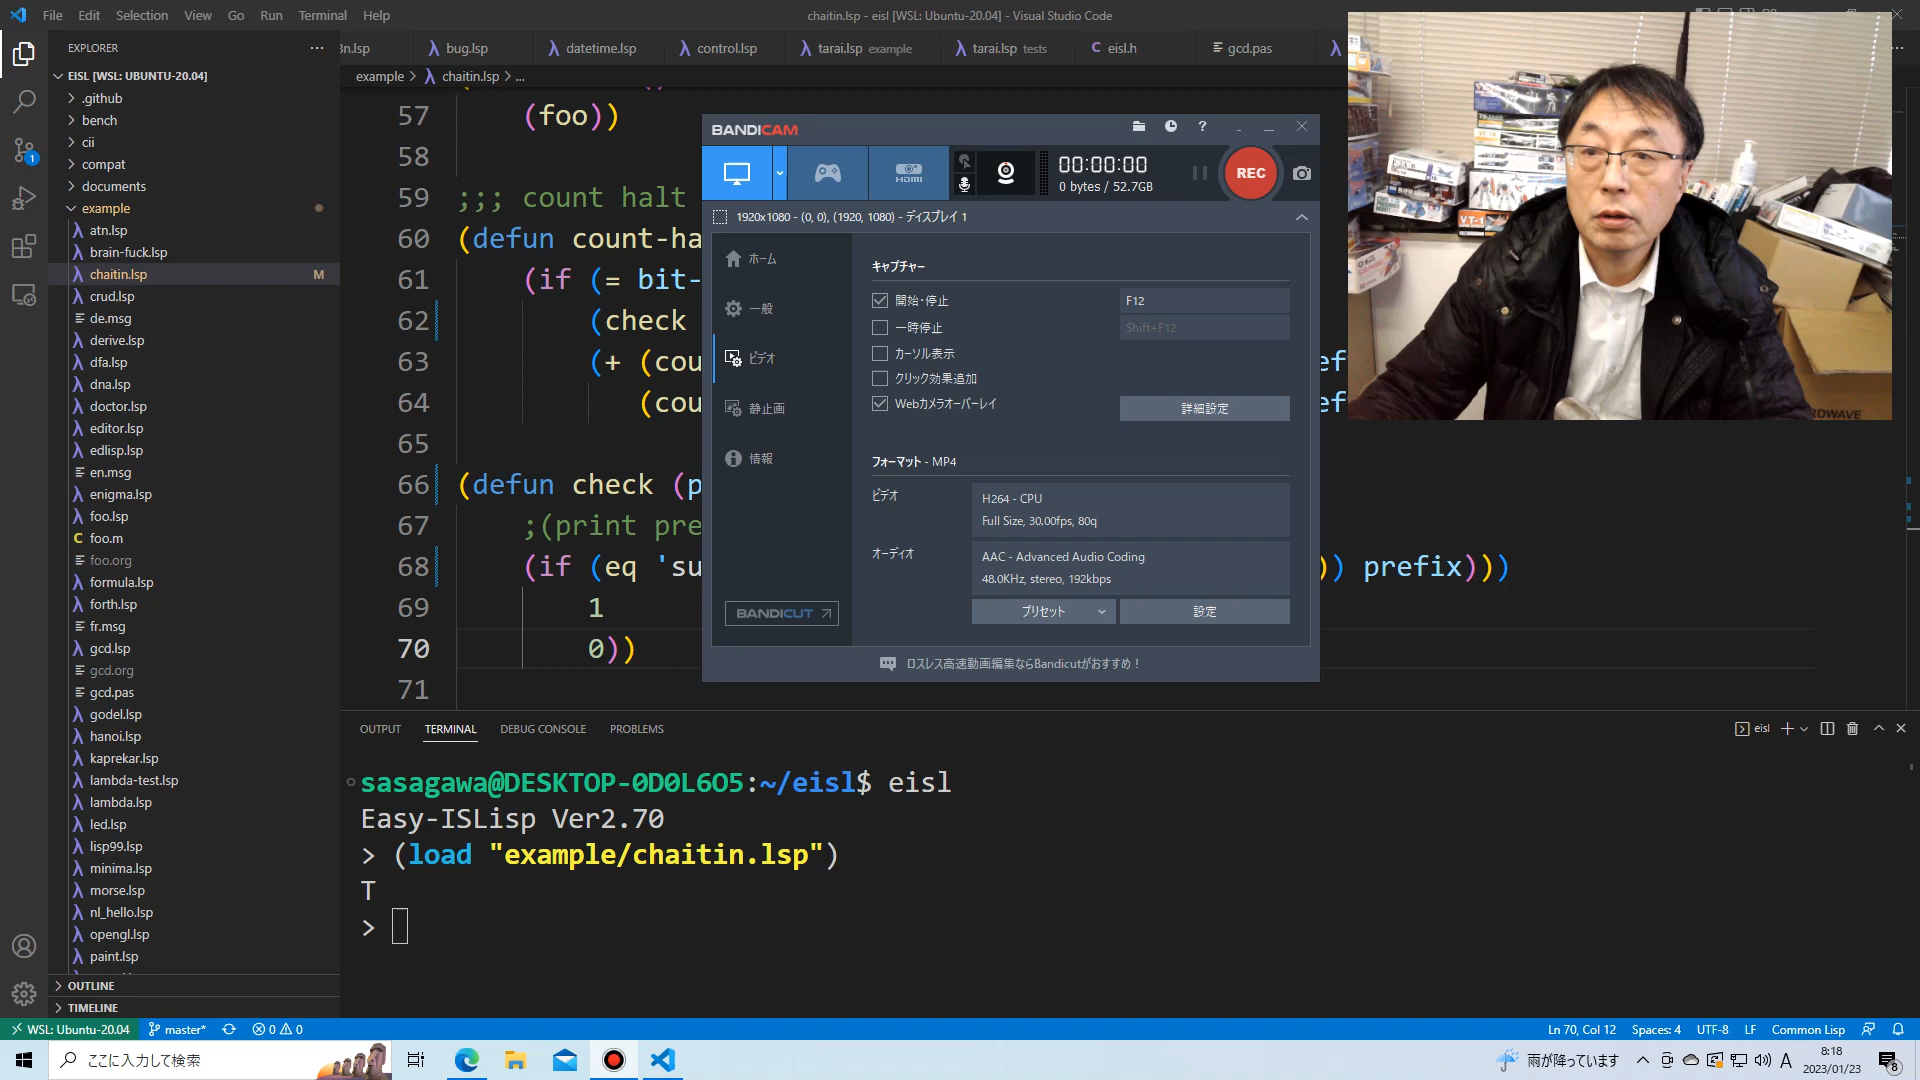 File Edit Selection View Go Run Terminal Help
chaitin.lsp - eisl [WSL: Ubuntu-20.04] - Visual Studio Code
EXPLORER
EISL [WSL: UBUNTU-20.04]
.github
bench
cii
compat
documents
example
atn.lsp
brain-fuck.lsp
chaitin.lsp M
crud.lsp
de.msg
derive.lsp
dfa.lsp
dna.lsp
doctor.lsp
editor.lsp
edlisp.lsp
en.msg
enigma.lsp
foo.lsp
foo.m
foo.org
formula.lsp
forth.lsp
fr.msg
gcd.lsp
gcd.org
gcd.pas
godel.lsp
hanoi.lsp
kaprekar.lsp
lambda-test.lsp
lambda.lsp
led.lsp
lisp99.lsp
minima.lsp
morse.lsp
nl_hello.lsp
opengl.lsp
paint.lsp
OUTLINE
TIMELINE
n.lsp bug.lsp datetime.lsp control.lsp tarai.lsp example tarai.lsp tests eisl.h gcd.pas
example > chaitin.lsp > ...
57 (foo))
58
59 ;;; count halt
60 (defun count-ha
61 (if (= bit-
62 (check
63 (+ (cou ef
64 (cou ef
65
66 (defun check (p
67 ;(print pre
68 (if (eq 'su )) prefix)))
69 1
70 0))
71
BANDICAM
HDMI
00:00:00
0 bytes / 52.7GB
REC
1920x1080 - (0, 0), (1920, 1080) - ディスプレイ 1
ホーム
一般
ビデオ
静止画
情報
BANDICUT
キャプチャー
開始・停止 F12
一時停止 Shift+F12
カーソル表示
クリック効果追加
Webカメラオーバーレイ 詳細設定
フォーマット - MP4
ビデオ
H264 - CPU
Full Size, 30.00fps, 80q
オーディオ
AAC - Advanced Audio Coding
48.0KHz, stereo, 192kbps
プリセット 設定
ロスレス高速動画編集ならBandicutがおすすめ！
OUTPUT TERMINAL DEBUG CONSOLE PROBLEMS
eisl
sasagawa@DESKTOP-0D0L6O5:~/eisl$ eisl
Easy-ISLisp Ver2.70
> (load "example/chaitin.lsp")
T
>
WSL: Ubuntu-20.04 master* 0 0
Ln 70, Col 12 Spaces: 4 UTF-8 LF Common Lisp
ここに入力して検索
雨が降っています
A
8:18
2023/01/23
8